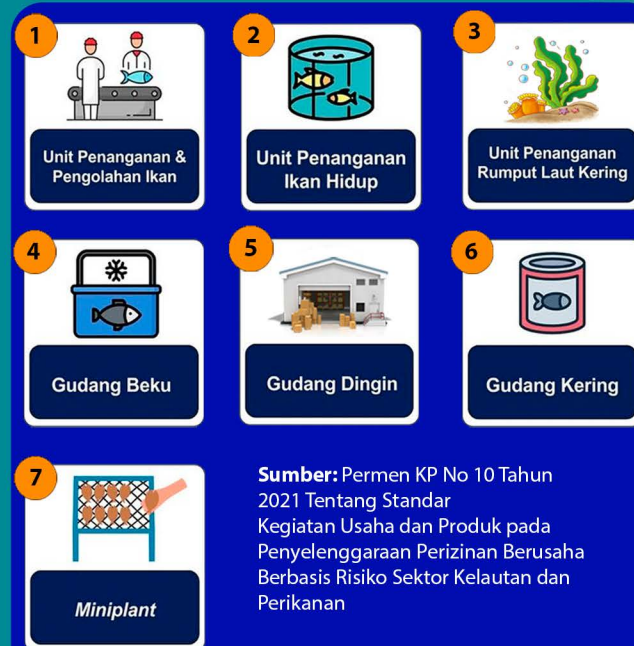 1
Unit Penanganan &
Pengolahan Ikan
2
Unit Penanganan
Ikan Hidup
3
Unit Penanganan
Rumput Laut Kering
4
Gudang Beku
5
Gudang Dingin
6
Gudang Kering
7
Miniplant
Sumber: Permen KP No 10 Tahun
2021 Tentang Standar
Kegiatan Usaha dan Produk pada
Penyelenggaraan Perizinan Berusaha
Berbasis Risiko Sektor Kelautan dan
Perikanan